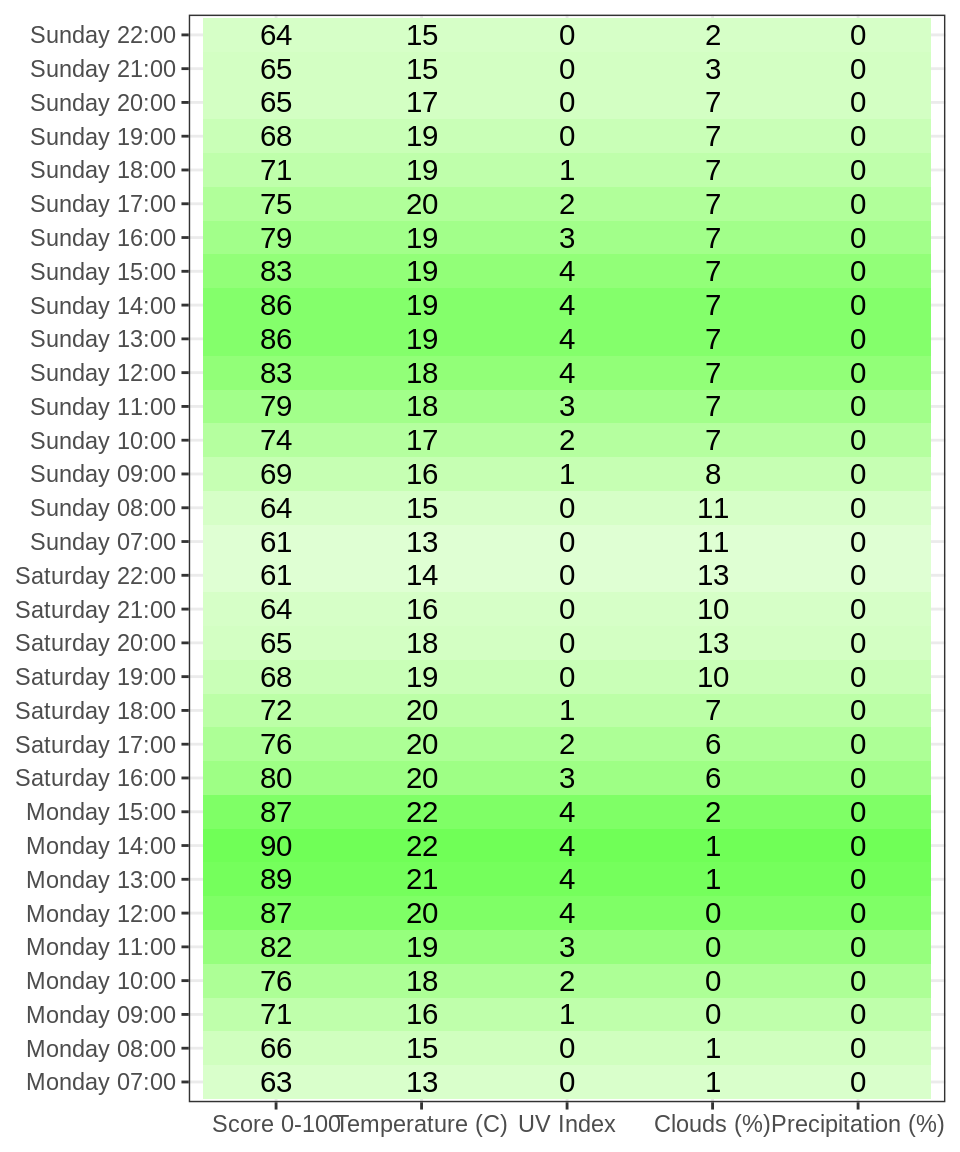 Sunday 22:00 64 15 0 2 0
Sunday 21:00 65 15 0 3 0
Sunday 20:00 65 17 0 7 0
Sunday 19:00 68 19 0 7 0
Sunday 18:00 71 19 1 7 0
Sunday 17:00 75 20 2 7 0
Sunday 16:00 79 19 3 7 0
Sunday 15:00 83 19 4 7 0
Sunday 14:00 86 19 4 7 0
Sunday 13:00 86 19 4 7 0
Sunday 12:00 83 18 4 7 0
Sunday 11:00 79 18 3 7 0
Sunday 10:00 74 17 2 7 0
Sunday 09:00 69 16 1 8 0
Sunday 08:00 64 15 0 11 0
Sunday 07:00 61 13 0 11 0
Saturday 22:00 61 14 0 13 0
Saturday 21:00 64 16 0 10 0
Saturday 20:00 65 18 0 13 0
Saturday 19:00 68 19 0 10 0
Saturday 18:00 72 20 1 7 0
Saturday 17:00 76 20 2 6 0
Saturday 16:00 80 20 3 6 0
Monday 15:00 87 22 4 2 0
Monday 14:00 90 22 4 1 0
Monday 13:00 89 21 4 1 0
Monday 12:00 87 20 4 0 0
Monday 11:00 82 19 3 0 0
Monday 10:00 76 18 2 0 0
Monday 09:00 71 16 1 0 0
Monday 08:00 66 15 0 1 0
Monday 07:00 63 13 0 1 0
Score 0-100 Temperature (C) UV Index Clouds (%) Precipitation (%)